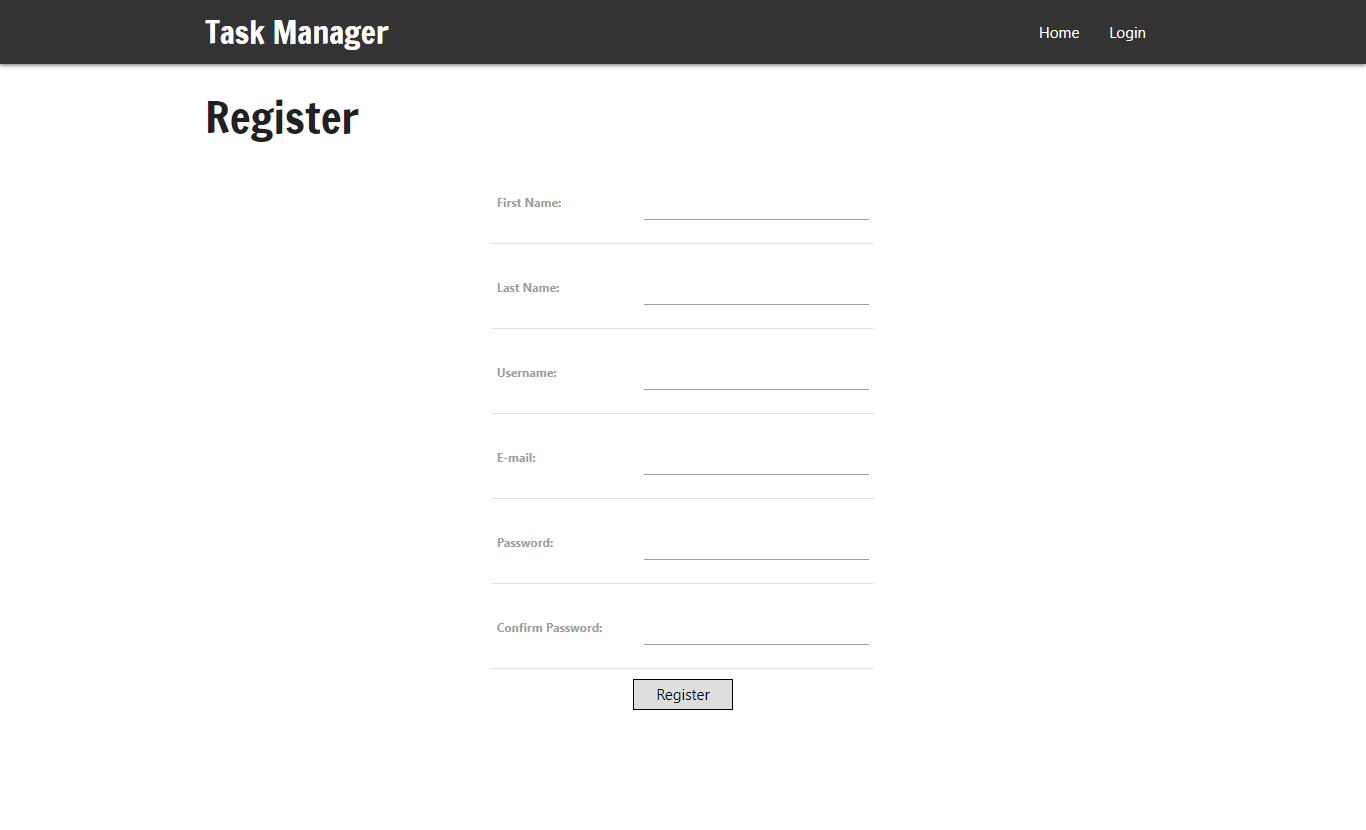 Task Manager
Home Login
Register
First Name:
Last Name:
Username:
E-mail:
Password:
Confirm Password:
Register